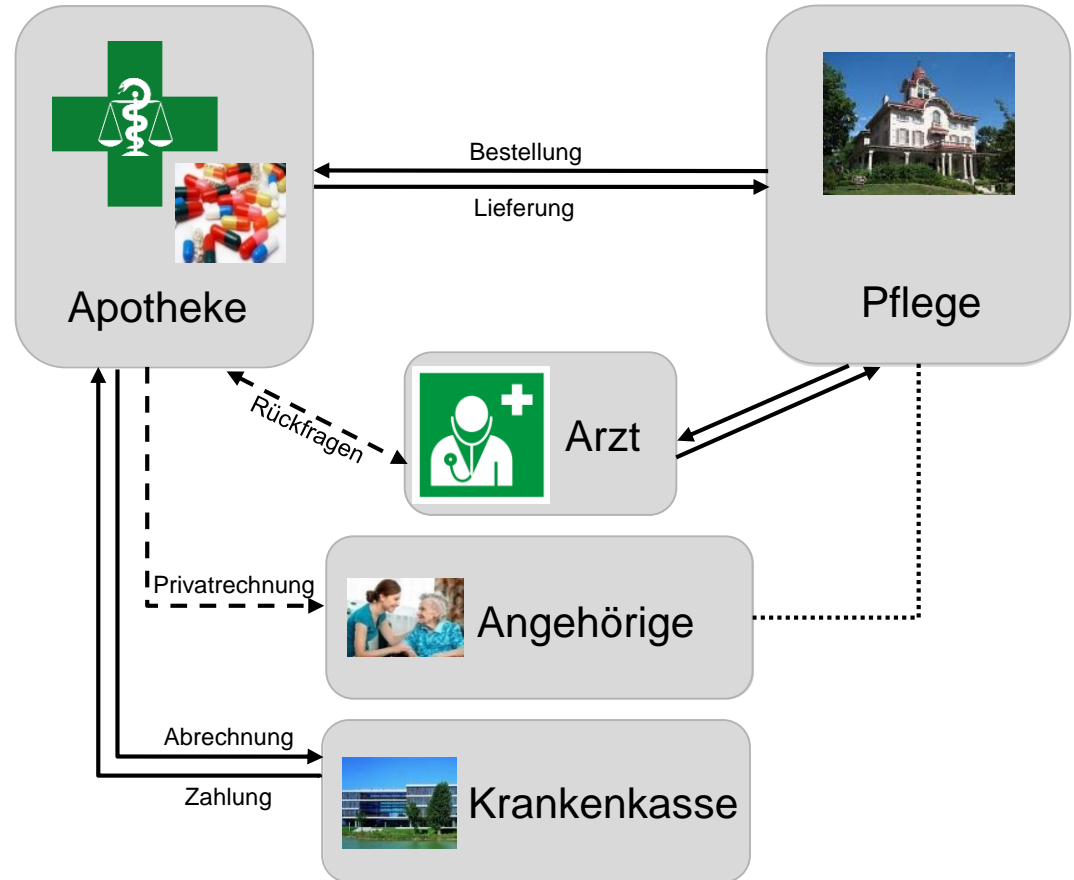 Bestellung
Lieferung
Apotheke
Pflege
Rückfragen
Arzt
Privatrechnung
Angehörige
Abrechnung
Zahlung
Krankenkasse